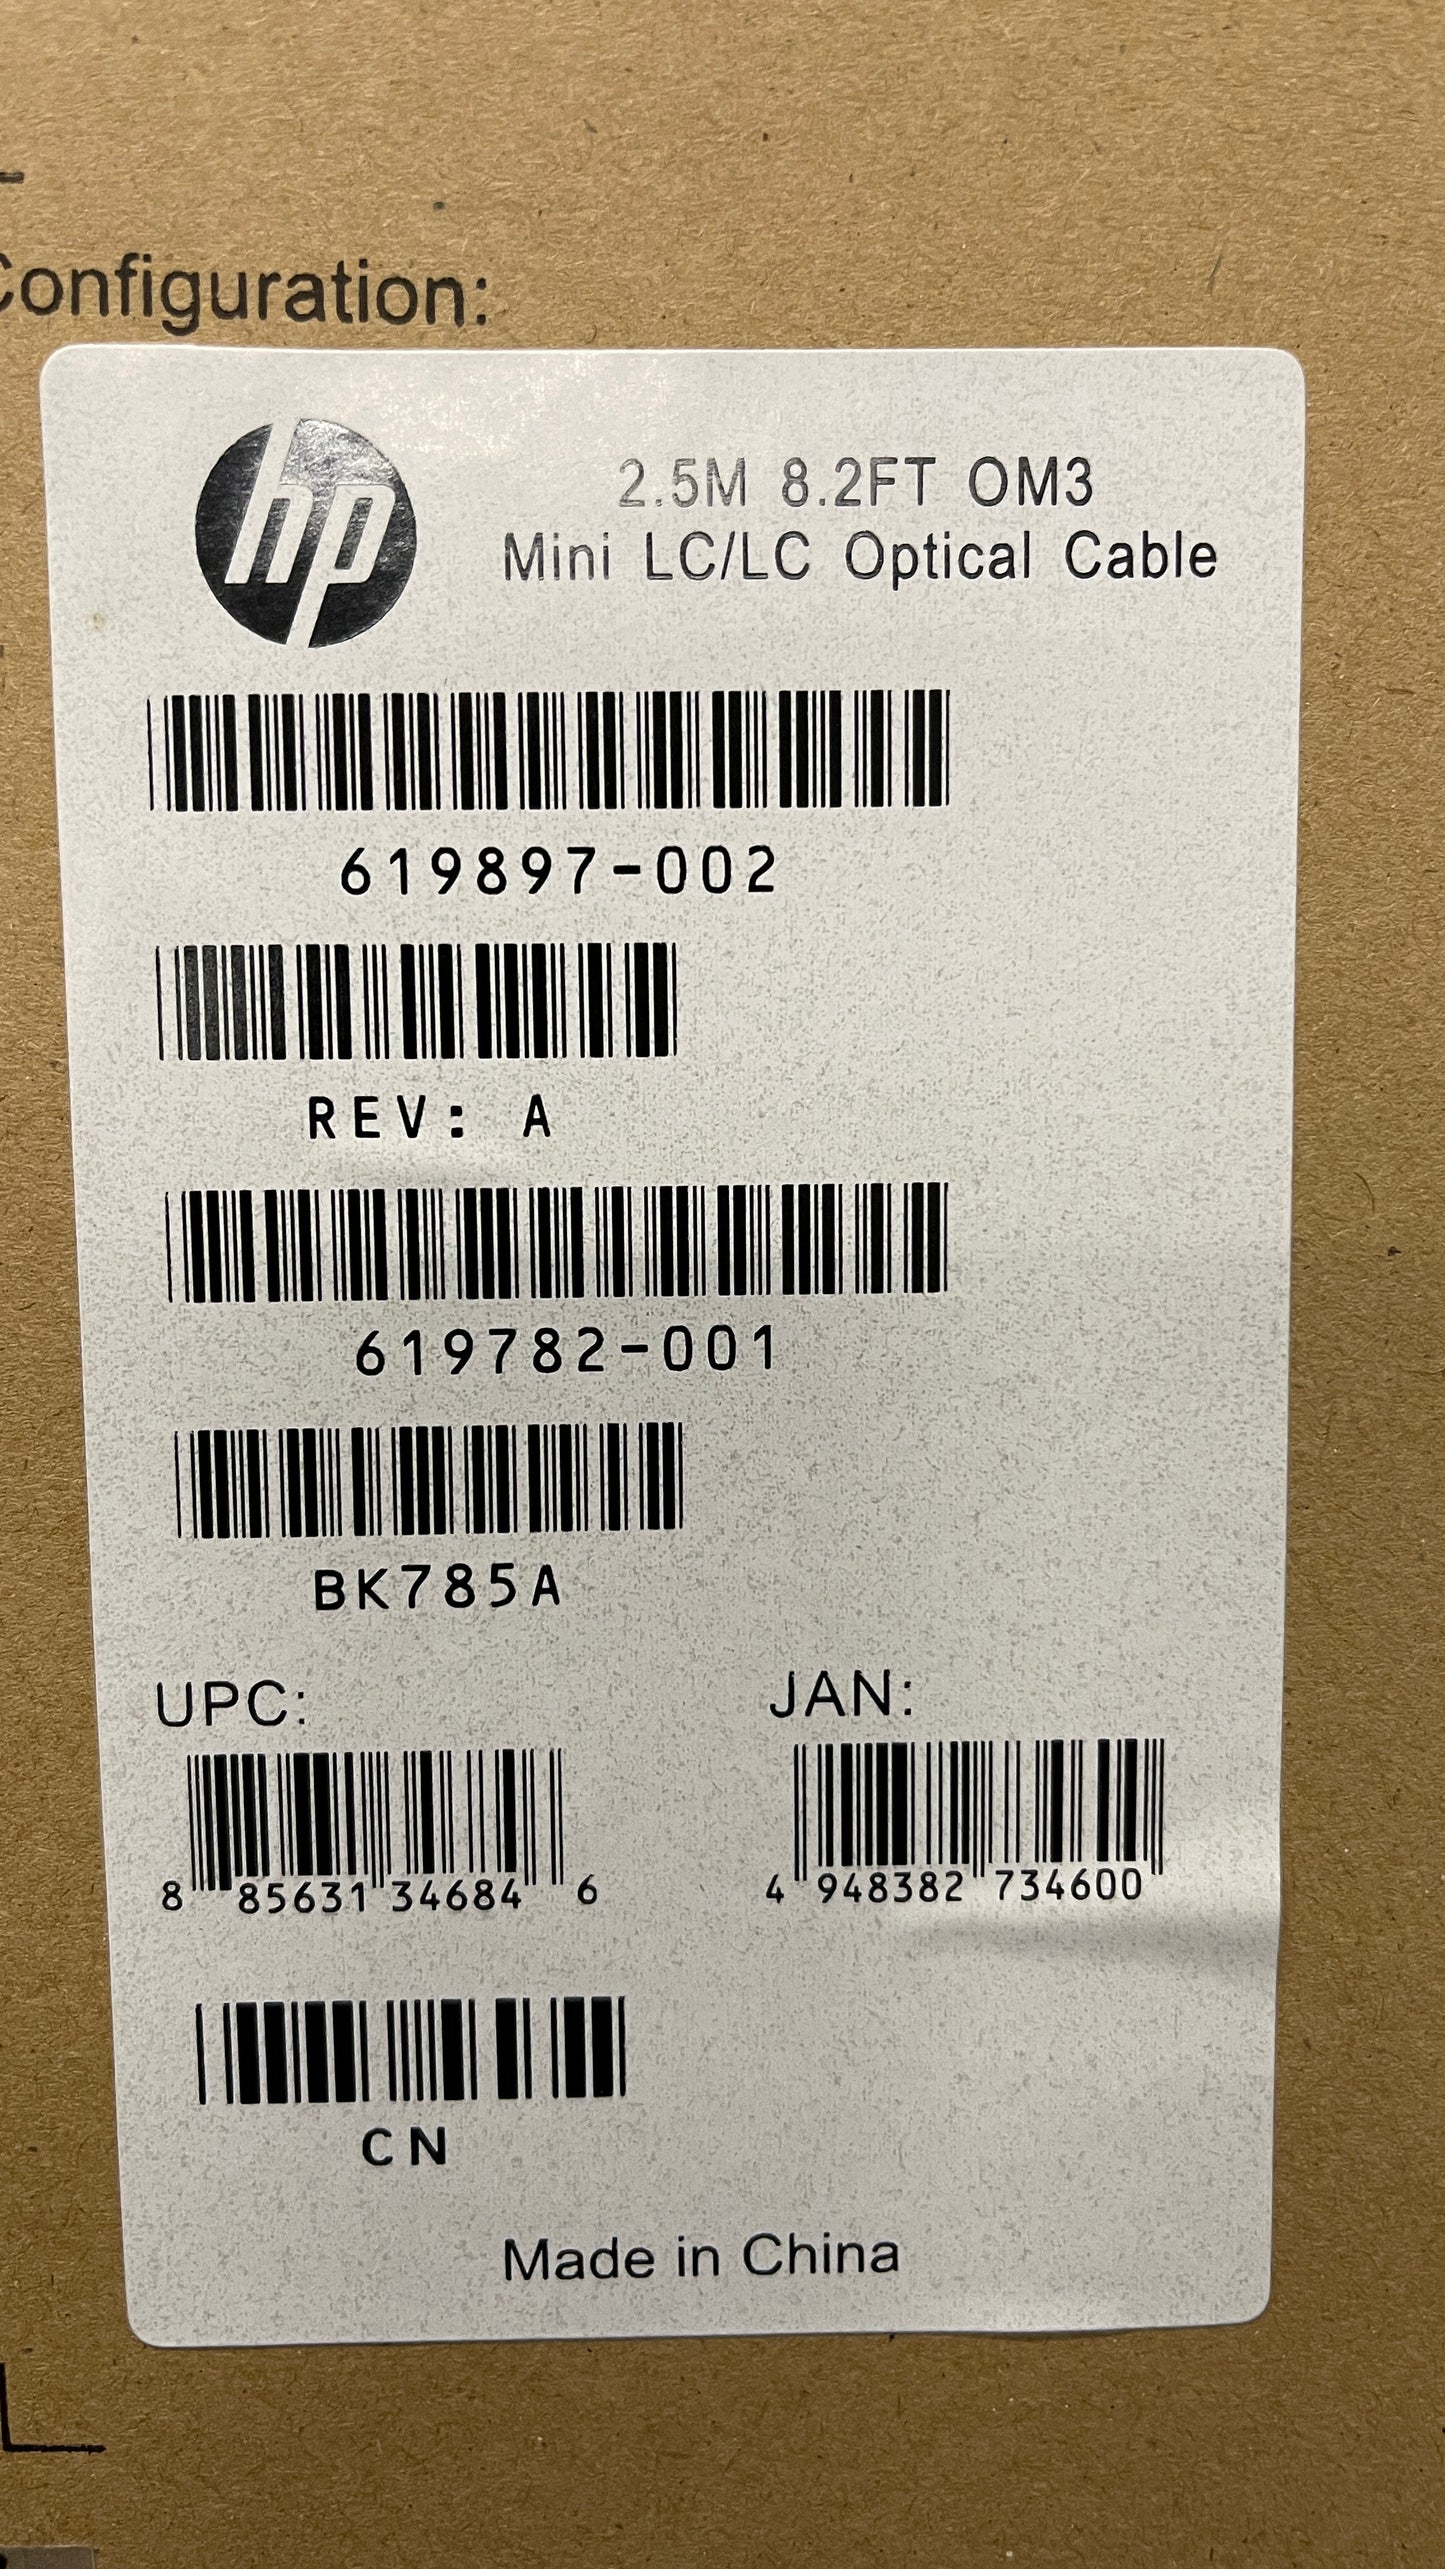 Configuration:
hp
2.5M 8.2FT OM3
Mini LC/LC Optical Cable
619897-002
REV: A
619782-001
BK785A
UPC:
JAN:
8 85631 34684 6
4 948382 734600
CN
Made in China